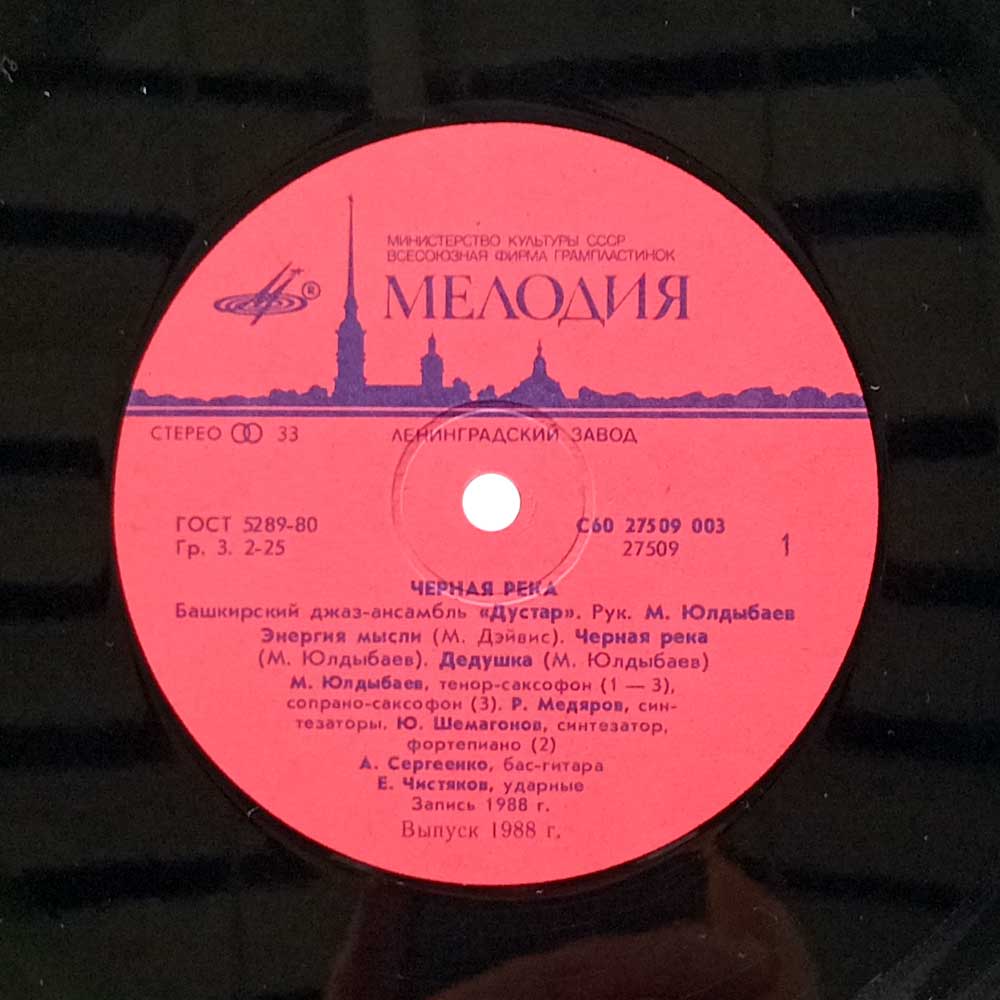 МИНИСТЕРСТВО КУЛЬТУРЫ СССР
ВСЕСОЮЗНАЯ ФИРМА ГРАМПЛАСТИНОК
МЕЛОДИЯ
®
СТЕРЕО 33
ЛЕНИНГРАДСКИЙ ЗАВОД
ГОСТ 5289-80
Гр. 3. 2-25
С60 27509 003
27509
1
ЧЕРНАЯ РЕКА
Башкирский джаз-ансамбль «Дустар». Рук. М. Юлдыбаев
Энергия мысли (М. Дэйвис). Черная река
(М. Юлдыбаев). Дедушка (М. Юлдыбаев)
М. Юлдыбаев, тенор-саксофон (1 — 3),
сопрано-саксофон (3). Р. Медяров, син-
тезаторы. Ю. Шемагонов, синтезатор,
фортепиано (2)
А. Сергеенко, бас-гитара
Е. Чистяков, ударные
Запись 1988 г.
Выпуск 1988 г.